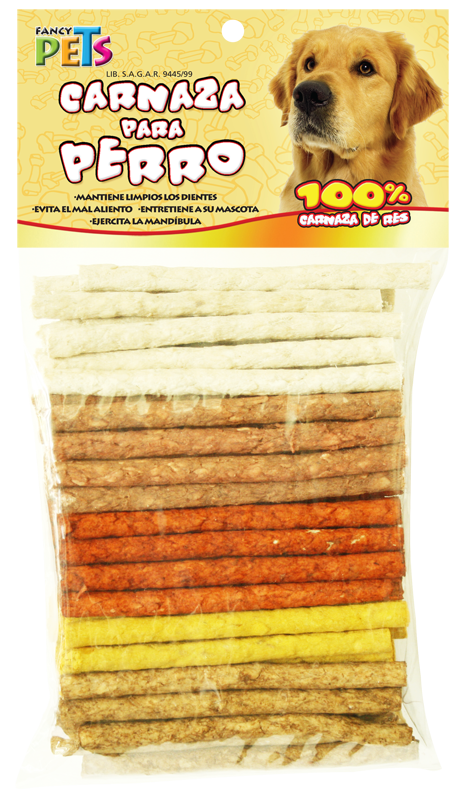 FANCY
PETS
LIB. S.A.G.A.R. 9445/99
CARNAZA
PARA
PERRO
·MANTIENE LIMPIOS LOS DIENTES
·EVITA EL MAL ALIENTO ·ENTRETIENE A SU MASCOTA
·EJERCITA LA MANDÍBULA
100%
CARNAZA DE RES